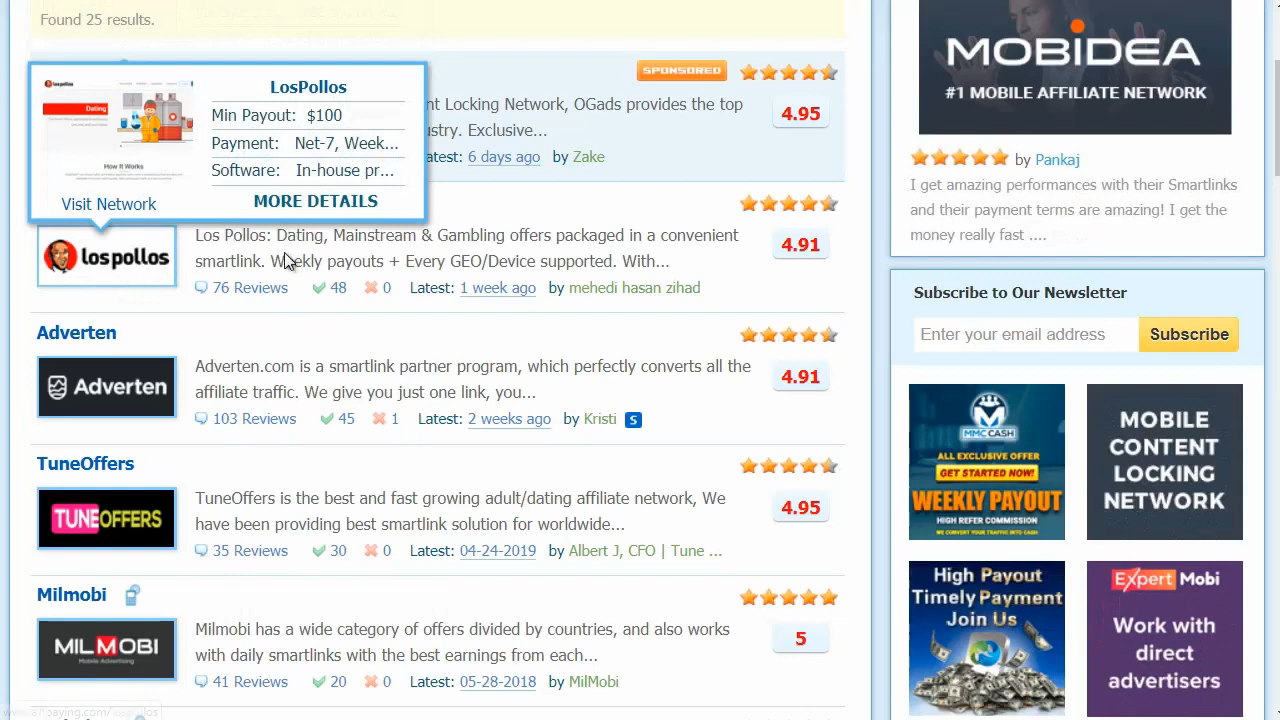 Found 25 results.
SPONSORED
nt Locking Network, OGads provides the top
ustry. Exclusive...
4.95
atest: 6 days ago by Zake
lospollos
Dating
How It Works
Visit Network
LosPollos
Min Payout: $100
Payment: Net-7, Week...
Software: In-house pr...
MORE DETAILS
lospollos
Los Pollos: Dating, Mainstream & Gambling offers packaged in a convenient
smartlink. Weekly payouts + Every GEO/Device supported. With...
4.91
76 Reviews 48 0 Latest: 1 week ago by mehedi hasan zihad
Adverten
Adverten
Adverten.com is a smartlink partner program, which perfectly converts all the
affiliate traffic. We give you just one link, you...
4.91
103 Reviews 45 1 Latest: 2 weeks ago by Kristi S
TuneOffers
TUNEOFFERS
TuneOffers is the best and fast growing adult/dating affiliate network, We
have been providing best smartlink solution for worldwide...
4.95
35 Reviews 30 0 Latest: 04-24-2019 by Albert J, CFO | Tune ...
Milmobi
MILMOBI
Mobile Advertising
Milmobi has a wide category of offers divided by countries, and also works
with daily smartlinks with the best earnings from each...
5
41 Reviews 20 0 Latest: 05-28-2018 by MilMobi
MOBIDEA
#1 MOBILE AFFILIATE NETWORK
by Pankaj
I get amazing performances with their Smartlinks
and their payment terms are amazing! I get the
money really fast ....
Subscribe to Our Newsletter
Enter your email address Subscribe
MMC CASH
ALL EXCLUSIVE OFFER
GET STARTED NOW!
WEEKLY PAYOUT
HIGH REFER COMMISSION
WE CONVERT YOUR TRAFFIC INTO CASH
MOBILE
CONTENT
LOCKING
NETWORK
High Payout
Timely Payment
Join Us
Expert Mobi
Work with
direct
advertisers